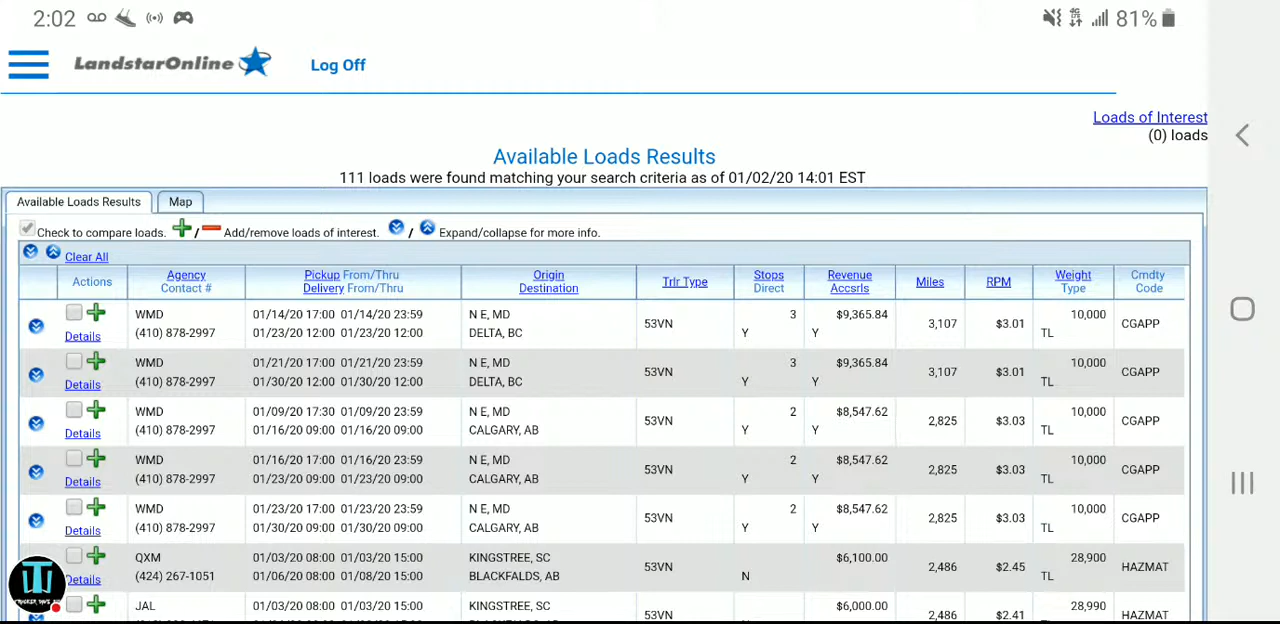 2:02 81%
LandstarOnline Log Off
Loads of Interest
(0) loads
Available Loads Results
111 loads were found matching your search criteria as of 01/02/20 14:01 EST
Available Loads Results Map
Check to compare loads. / Add/remove loads of interest. / Expand/collapse for more info.
Clear All
Actions Agency Contact # Pickup From/Thru Delivery From/Thru Origin Destination Trlr Type Stops Direct Revenue Accsrls Miles RPM Weight Type Cmdty Code
WMD 01/14/20 17:00 01/14/20 23:59 N E, MD 53VN 3 $9,365.84 3,107 $3.01 10,000 CGAPP
Details (410) 878-2997 01/23/20 12:00 01/23/20 12:00 DELTA, BC Y Y TL
WMD 01/21/20 17:00 01/21/20 23:59 N E, MD 53VN 3 $9,365.84 3,107 $3.01 10,000 CGAPP
Details (410) 878-2997 01/30/20 12:00 01/30/20 12:00 DELTA, BC Y Y TL
WMD 01/09/20 17:30 01/09/20 23:59 N E, MD 53VN 2 $8,547.62 2,825 $3.03 10,000 CGAPP
Details (410) 878-2997 01/16/20 09:00 01/16/20 09:00 CALGARY, AB Y Y TL
WMD 01/16/20 17:00 01/16/20 23:59 N E, MD 53VN 2 $8,547.62 2,825 $3.03 10,000 CGAPP
Details (410) 878-2997 01/23/20 09:00 01/23/20 09:00 CALGARY, AB Y Y TL
WMD 01/23/20 17:00 01/23/20 23:59 N E, MD 53VN 2 $8,547.62 2,825 $3.03 10,000 CGAPP
Details (410) 878-2997 01/30/20 09:00 01/30/20 09:00 CALGARY, AB Y Y TL
QXM 01/03/20 08:00 01/03/20 15:00 KINGSTREE, SC 53VN $6,100.00 2,486 $2.45 28,900 HAZMAT
Details (424) 267-1051 01/06/20 08:00 01/08/20 15:00 BLACKFALDS, AB N TL
JAL 01/03/20 08:00 01/03/20 15:00 KINGSTREE, SC 53VN $6,000.00 2,486 $2.41 28,990 HAZMAT